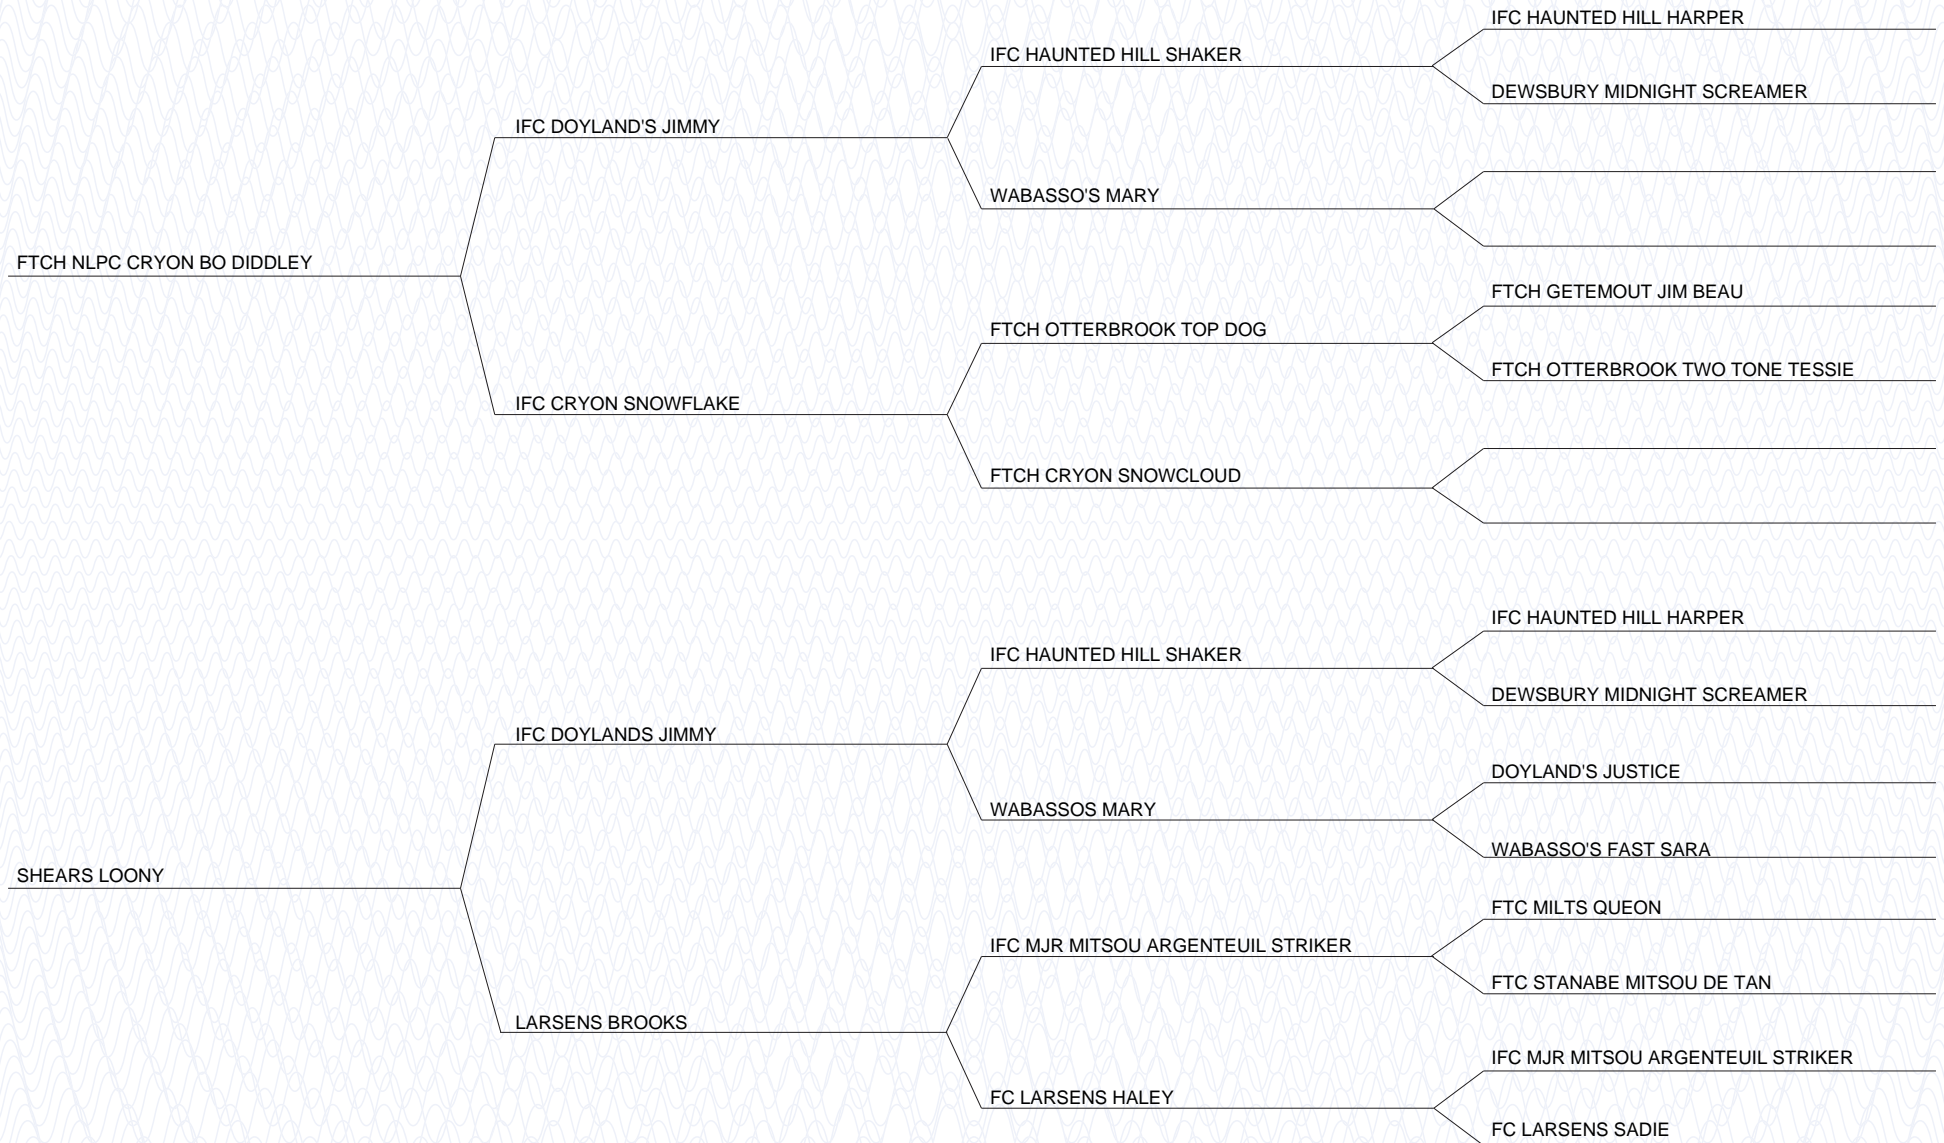 IFC HAUNTED HILL HARPER
IFC HAUNTED HILL SHAKER
DEWSBURY MIDNIGHT SCREAMER
IFC DOYLAND'S JIMMY
WABASSO'S MARY
FTCH NLPC CRYON BO DIDDLEY
FTCH GETEMOUT JIM BEAU
FTCH OTTERBROOK TOP DOG
FTCH OTTERBROOK TWO TONE TESSIE
IFC CRYON SNOWFLAKE
FTCH CRYON SNOWCLOUD
IFC HAUNTED HILL HARPER
IFC HAUNTED HILL SHAKER
DEWSBURY MIDNIGHT SCREAMER
IFC DOYLANDS JIMMY
DOYLAND'S JUSTICE
WABASSOS MARY
WABASSO'S FAST SARA
SHEARS LOONY
FTC MILTS QUEON
IFC MJR MITSOU ARGENTEUIL STRIKER
FTC STANABE MITSOU DE TAN
LARSENS BROOKS
IFC MJR MITSOU ARGENTEUIL STRIKER
FC LARSENS HALEY
FC LARSENS SADIE